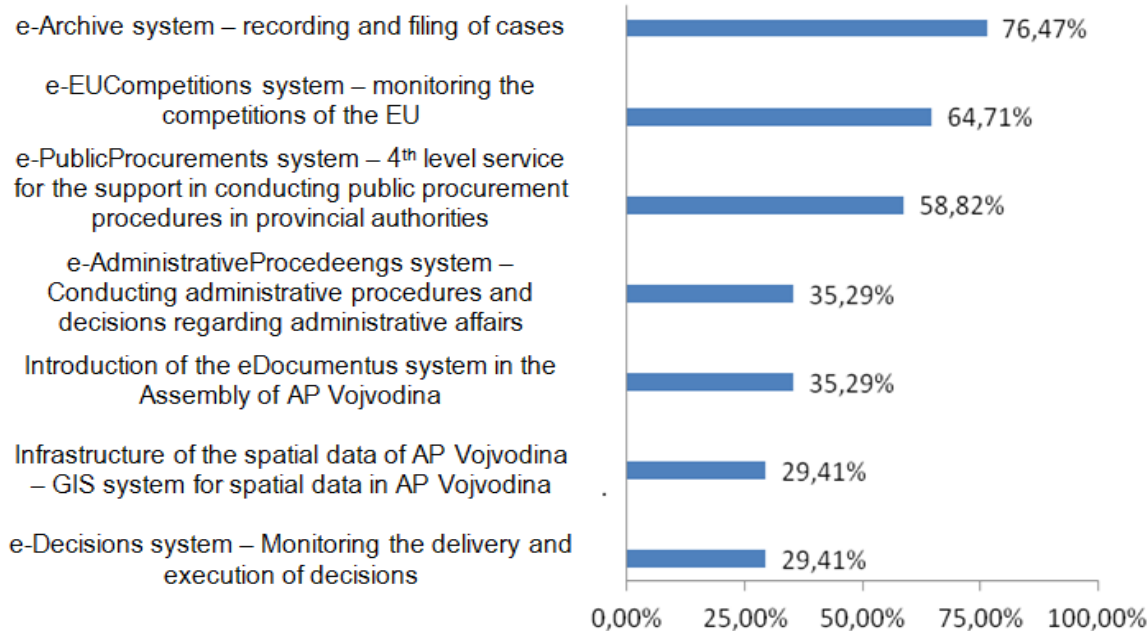 e-Archive system – recording and filing of cases
76,47%
e-EUCompetitions system – monitoring the
competitions of the EU
64,71%
e-PublicProcurements system – 4th level service
for the support in conducting public procurement
procedures in provincial authorities
58,82%
e-AdministrativeProcedeengs system –
Conducting administrative procedures and
decisions regarding administrative affairs
35,29%
Introduction of the eDocumentus system in the
Assembly of AP Vojvodina
35,29%
Infrastructure of the spatial data of AP Vojvodina
– GIS system for spatial data in AP Vojvodina
.
29,41%
e-Decisions system – Monitoring the delivery and
execution of decisions
29,41%
0,00% 25,00% 50,00% 75,00% 100,00%